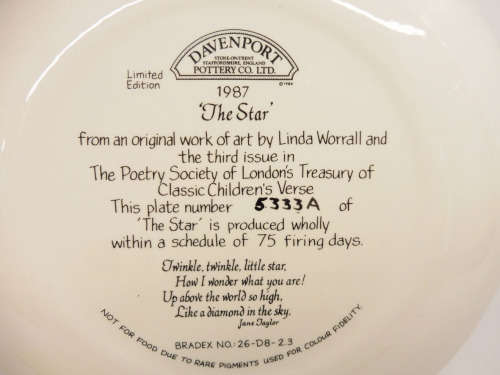 DAVENPORT
STOKE-ON-TRENT
STAFFORDSHIRE, ENGLAND
POTTERY CO. LTD.
© 1984
Limited
Edition
1987
'The Star'
from an original work of art by Linda Worrall and
the third issue in
The Poetry Society of London's Treasury of
Classic Children's Verse
This plate number 5333A of
'The Star' is produced wholly
within a schedule of 75 firing days.
Twinkle, twinkle, little star,
How I wonder what you are!
Up above the world so high,
Like a diamond in the sky.
Jane Taylor
BRADEX NO.: 26-D8-2.3
NOT FOR FOOD DUE TO RARE PIGMENTS USED FOR COLOUR FIDELITY.